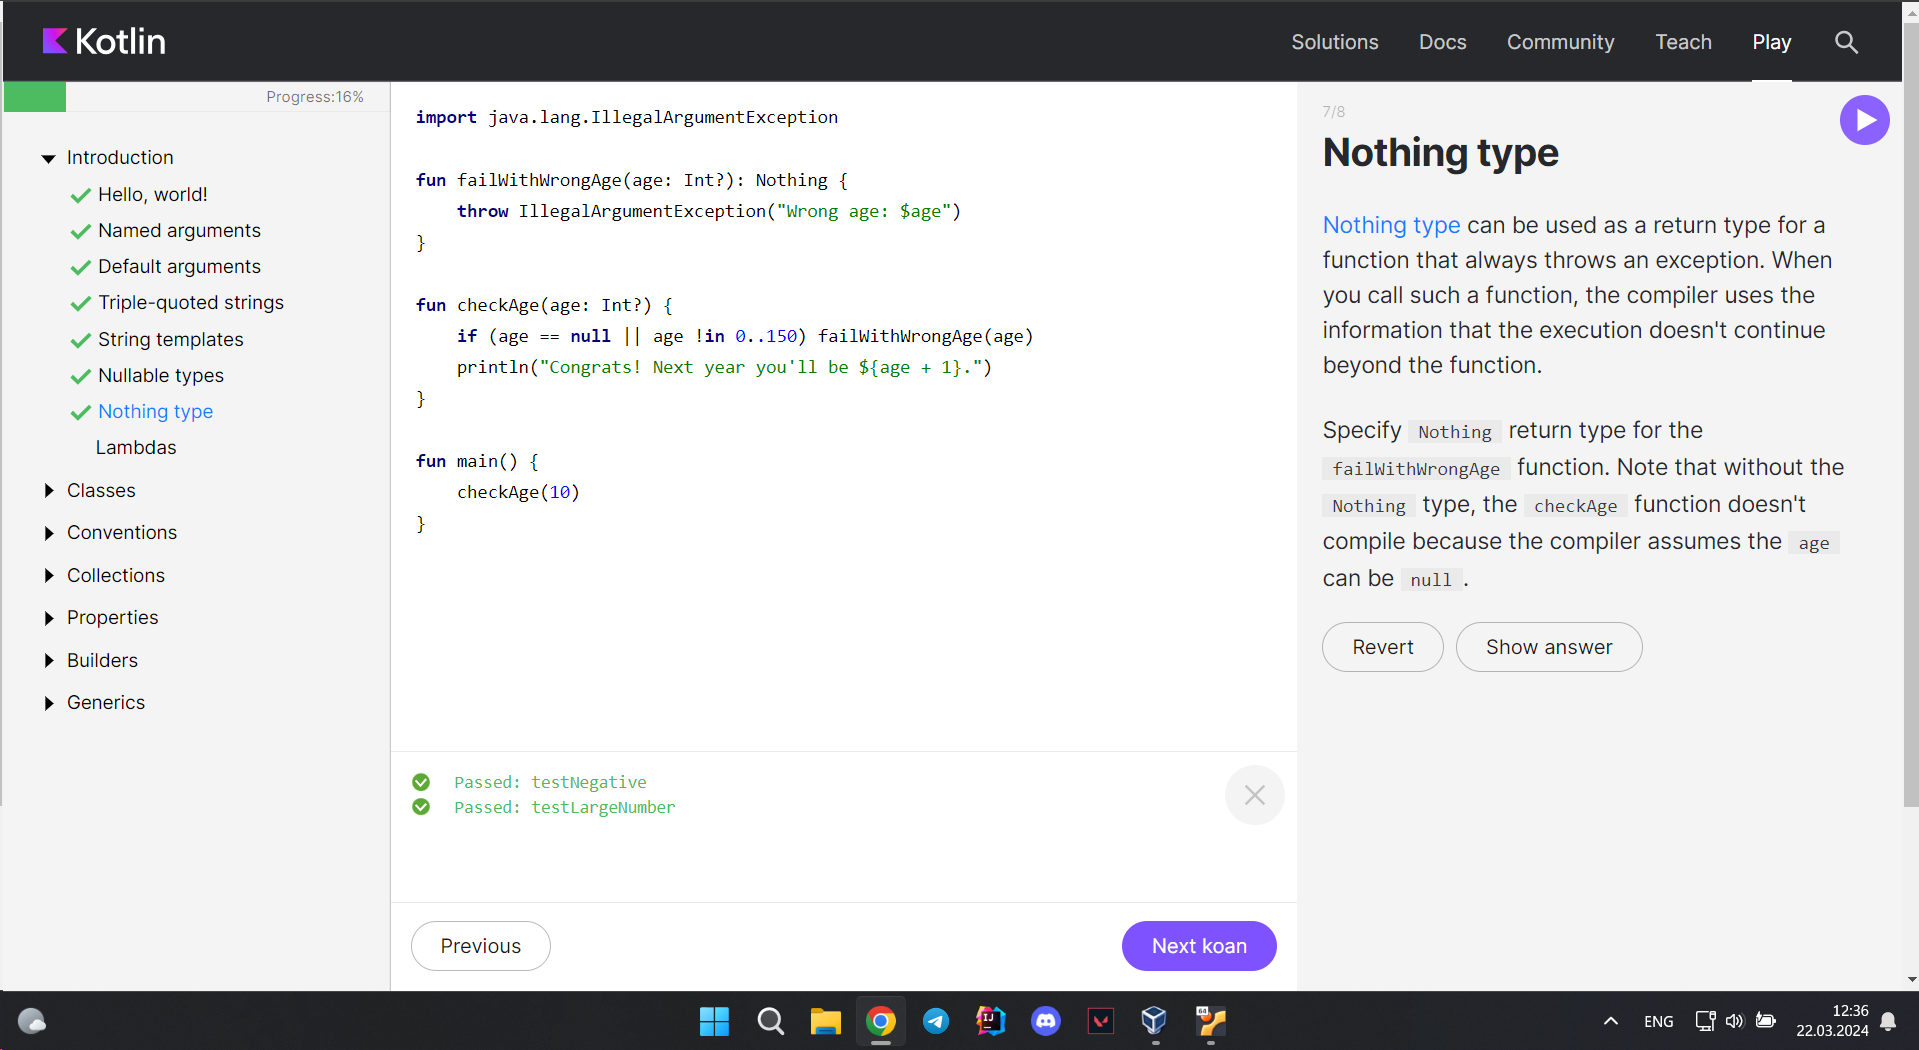 Kotlin
Solutions
Docs
Community
Teach
Play
Progress:16%
Introduction
Hello, world!
Named arguments
Default arguments
Triple-quoted strings
String templates
Nullable types
Nothing type
Lambdas
Classes
Conventions
Collections
Properties
Builders
Generics
import java.lang.IllegalArgumentException
fun failWithWrongAge(age: Int?): Nothing {
    throw IllegalArgumentException("Wrong age: $age")
}
fun checkAge(age: Int?) {
    if (age == null || age !in 0..150) failWithWrongAge(age)
    println("Congrats! Next year you'll be ${age + 1}.")
}
fun main() {
    checkAge(10)
}
Passed: testNegative
Passed: testLargeNumber
Previous
Next koan
7/8
Nothing type
Nothing type can be used as a return type for a
function that always throws an exception. When
you call such a function, the compiler uses the
information that the execution doesn't continue
beyond the function.
Specify Nothing return type for the
failWithWrongAge function. Note that without the
Nothing type, the checkAge function doesn't
compile because the compiler assumes the age
can be null.
Revert
Show answer
IJ
64
ENG
12:36
22.03.2024